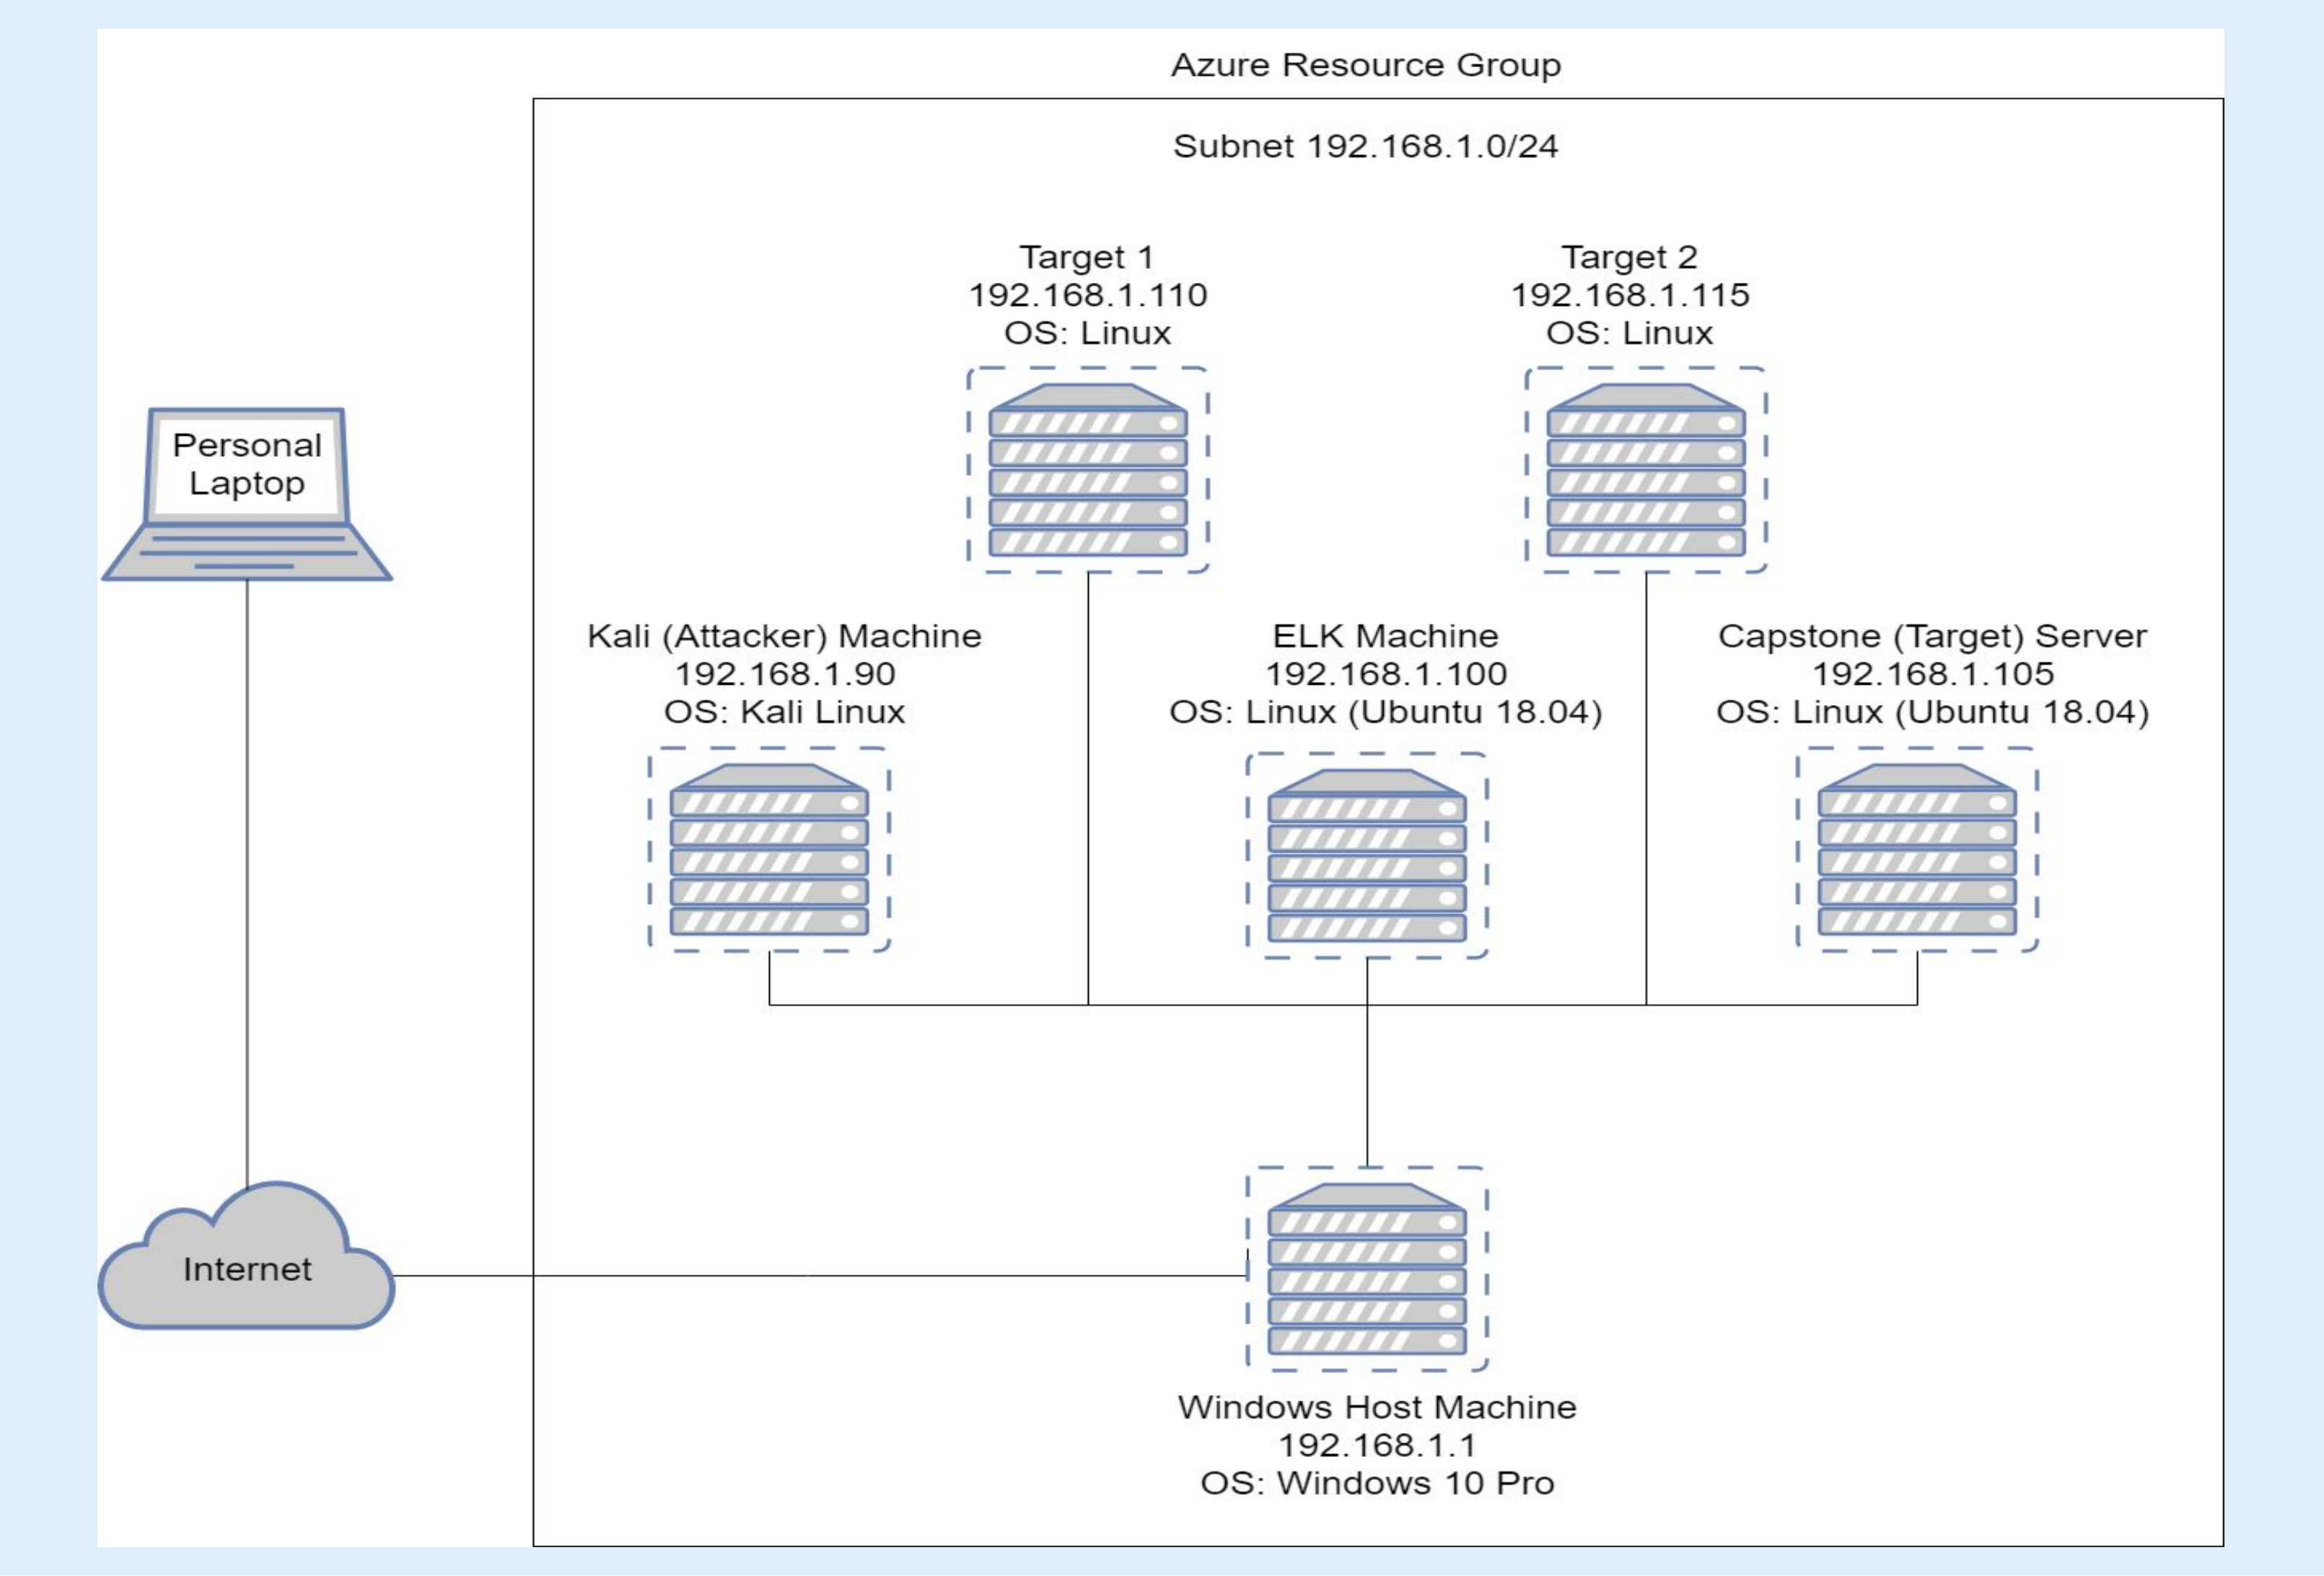 Azure Resource Group
Subnet 192.168.1.0/24
Target 1
192.168.1.110
OS: Linux
Target 2
192.168.1.115
OS: Linux
Personal
Laptop
Kali (Attacker) Machine
192.168.1.90
OS: Kali Linux
ELK Machine
192.168.1.100
OS: Linux (Ubuntu 18.04)
Capstone (Target) Server
192.168.1.105
OS: Linux (Ubuntu 18.04)
Internet
Windows Host Machine
192.168.1.1
OS: Windows 10 Pro